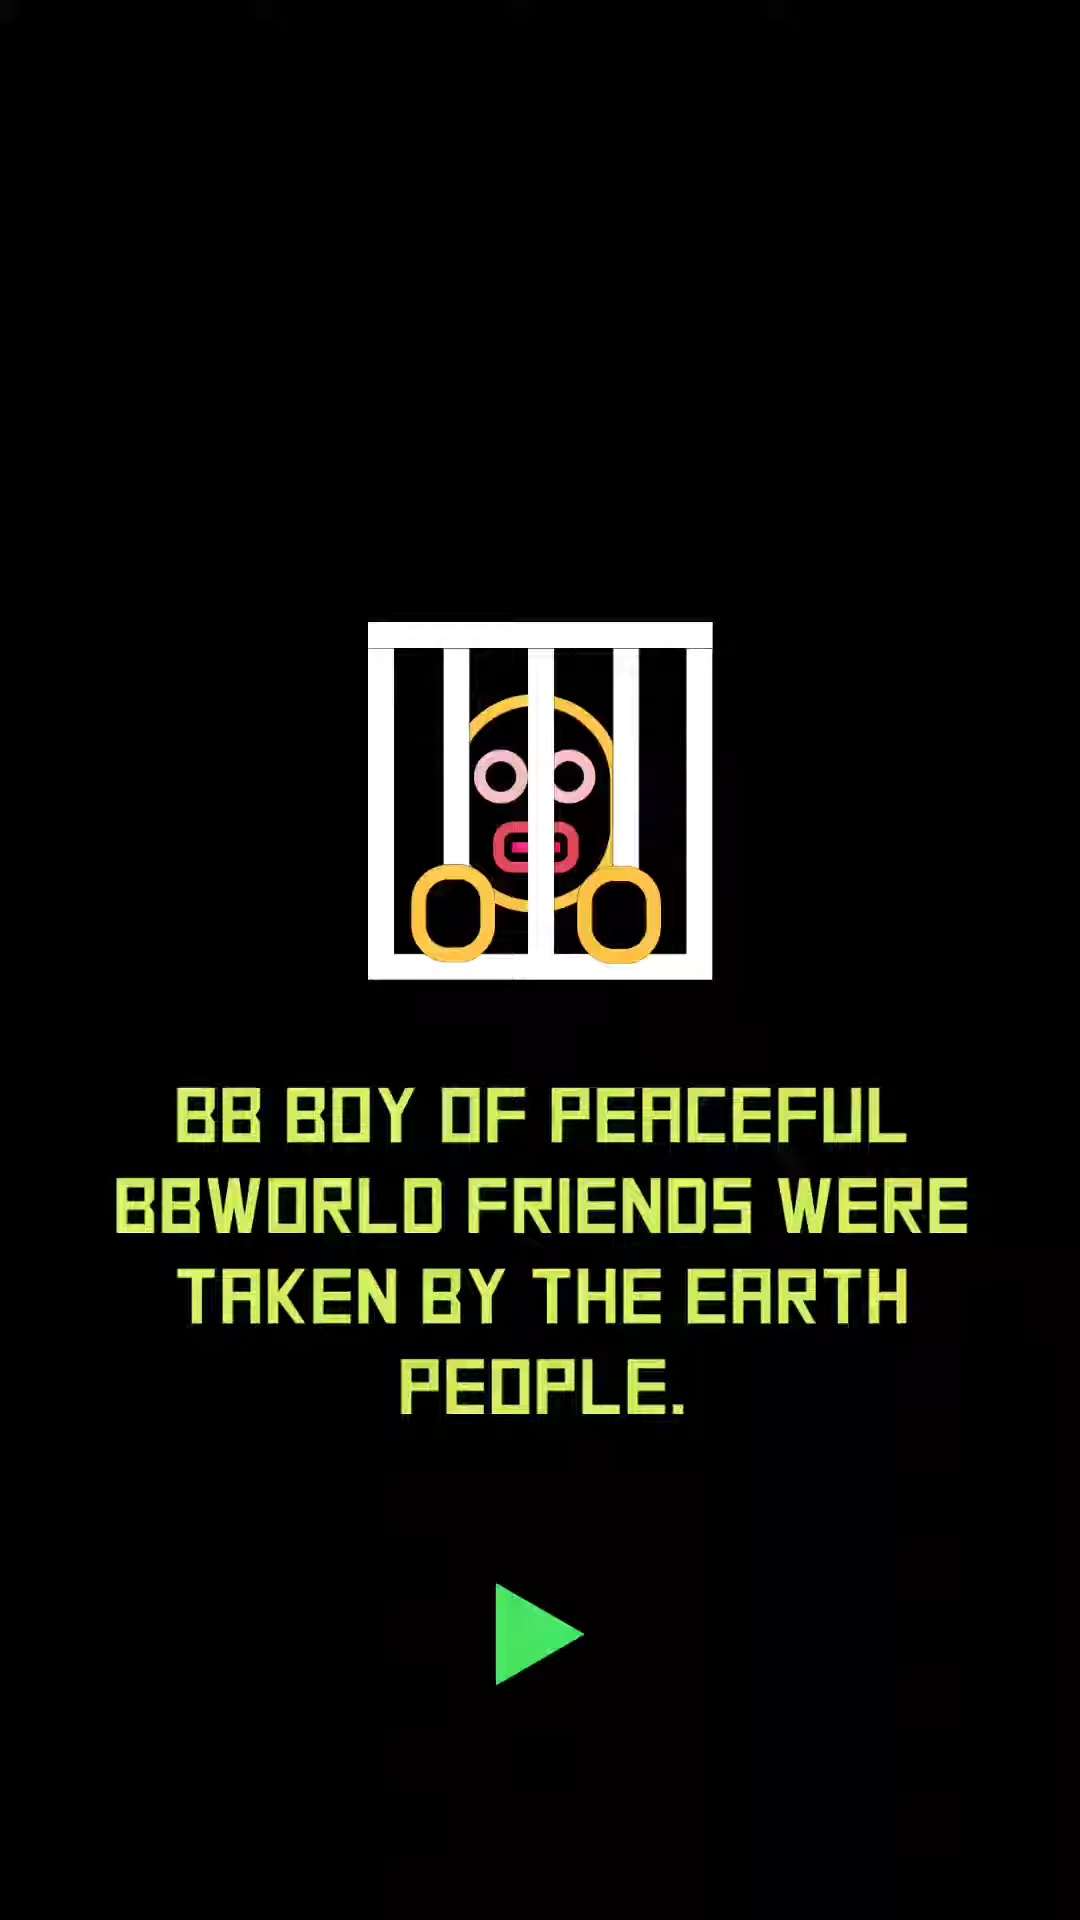 BB BOY OF PEACEFUL
BBWORLD FRIENDS WERE
TAKEN BY THE EARTH
PEOPLE.